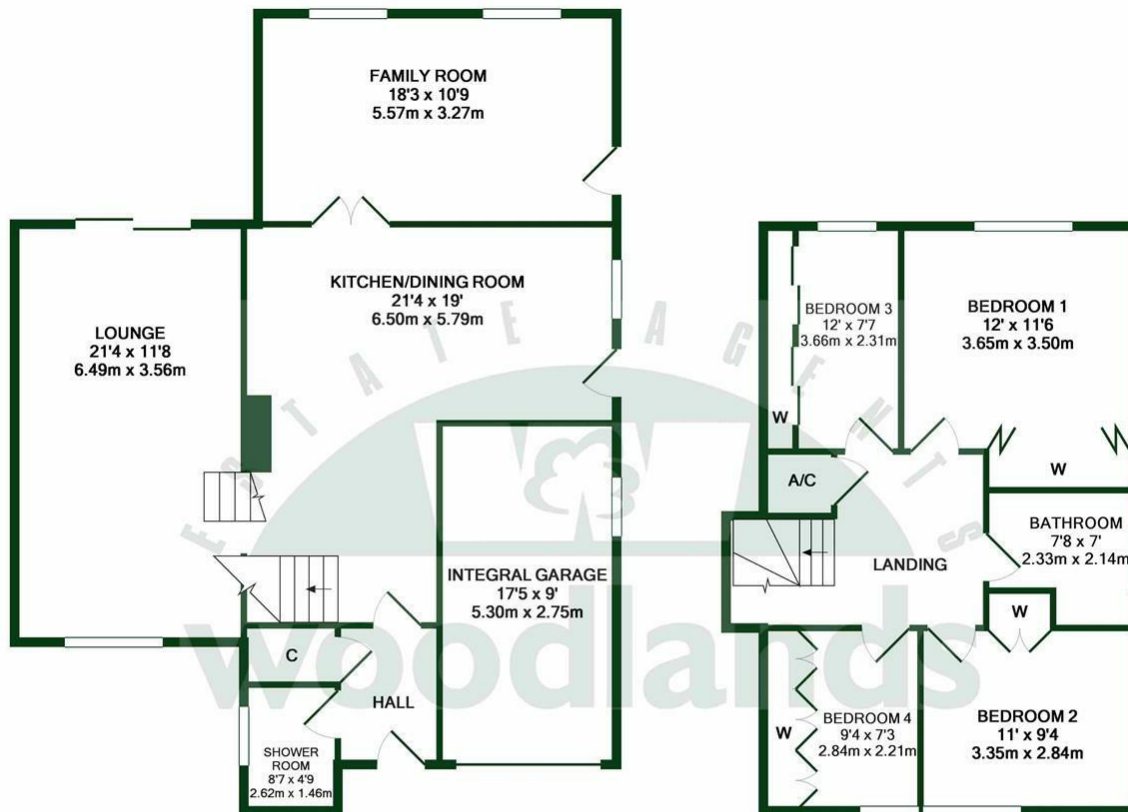 FAMILY ROOM
18'3 x 10'9
5.57m x 3.27m
KITCHEN/DINING ROOM
21'4 x 19'
6.50m x 5.79m
LOUNGE
21'4 x 11'8
6.49m x 3.56m
BEDROOM 3
12' x 7'7
3.66m x 2.31m
BEDROOM 1
12' x 11'6
3.65m x 3.50m
W
W
A/C
BATHROOM
7'8 x 7'
2.33m x 2.14m
LANDING
INTEGRAL GARAGE
17'5 x 9'
5.30m x 2.75m
W
C
HALL
SHOWER
ROOM
8'7 x 4'9
2.62m x 1.46m
W
BEDROOM 4
9'4 x 7'3
2.84m x 2.21m
BEDROOM 2
11' x 9'4
3.35m x 2.84m
ESTATE AGENTS
woodlands